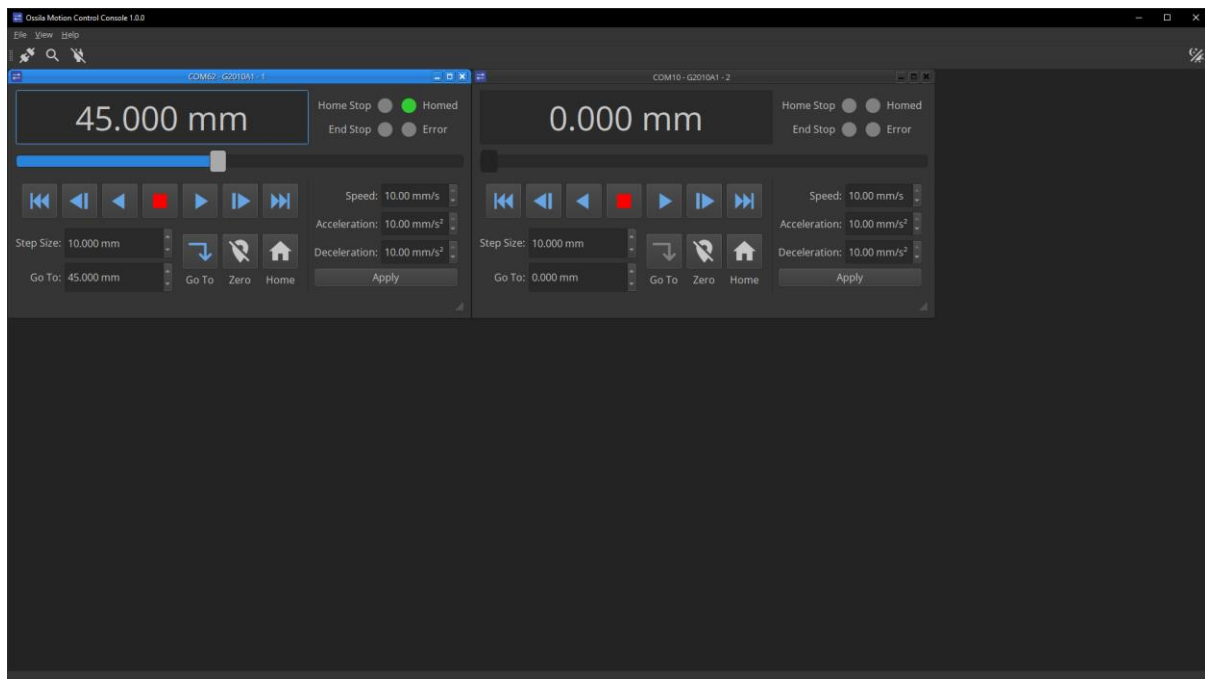 Ossila Motion Control Console 1.0.0
File View Help
COM62 - G2010A1 - 1
45.000 mm
Home Stop Homed
End Stop Error
Speed: 10.00 mm/s
Acceleration: 10.00 mm/s²
Deceleration: 10.00 mm/s²
Apply
Step Size: 10.000 mm
Go To: 45.000 mm
Go To Zero Home
COM10 - G2010A1 - 2
0.000 mm
Home Stop Homed
End Stop Error
Speed: 10.00 mm/s
Acceleration: 10.00 mm/s²
Deceleration: 10.00 mm/s²
Apply
Step Size: 10.000 mm
Go To: 0.000 mm
Go To Zero Home